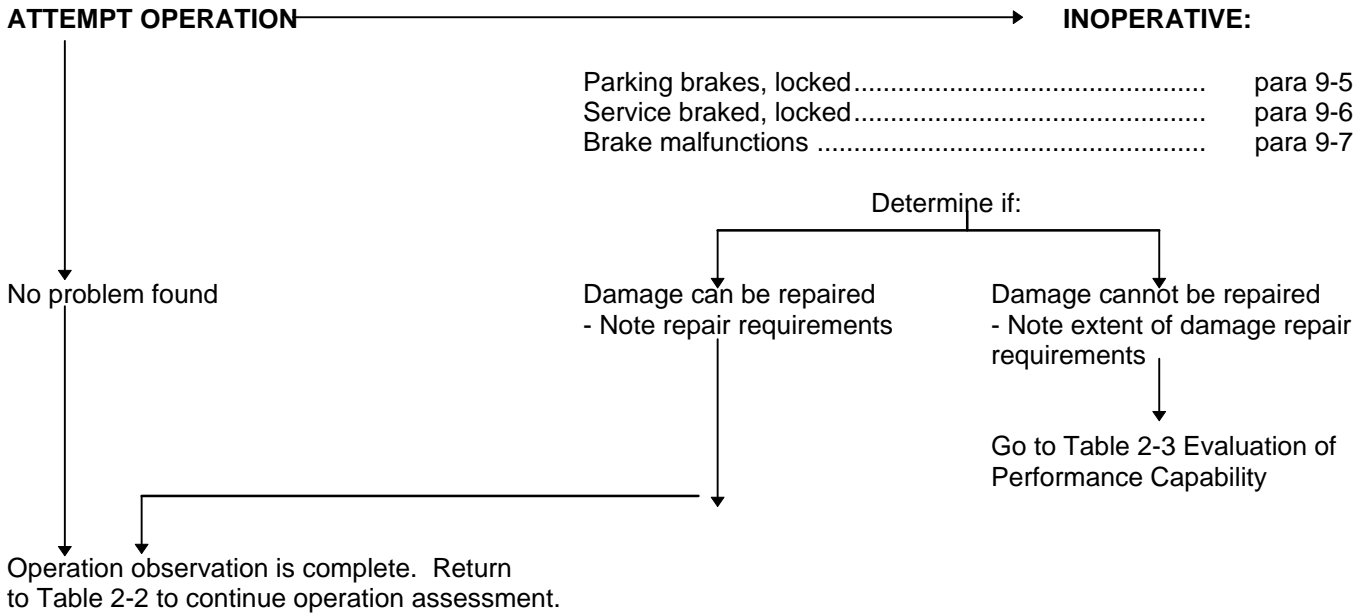 ATTEMPT OPERATION INOPERATIVE:
Parking brakes, locked............................................... para 9-5
Service braked, locked............................................... para 9-6
Brake malfunctions .................................................... para 9-7
Determine if:
No problem found
Damage can be repaired
- Note repair requirements
Damage cannot be repaired
- Note extent of damage repair
requirements
Go to Table 2-3 Evaluation of
Performance Capability
Operation observation is complete. Return
to Table 2-2 to continue operation assessment.